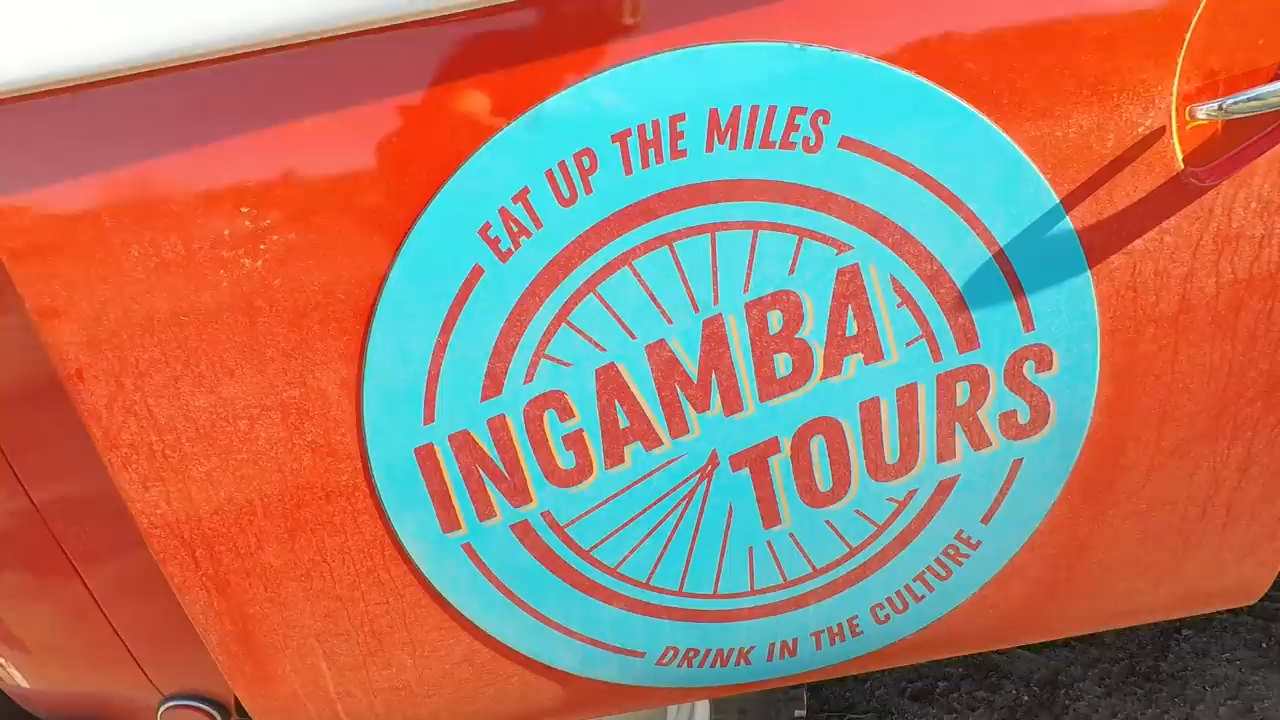 EAT UP THE MILES
INGAMBA
TOURS
DRINK IN THE CULTURE